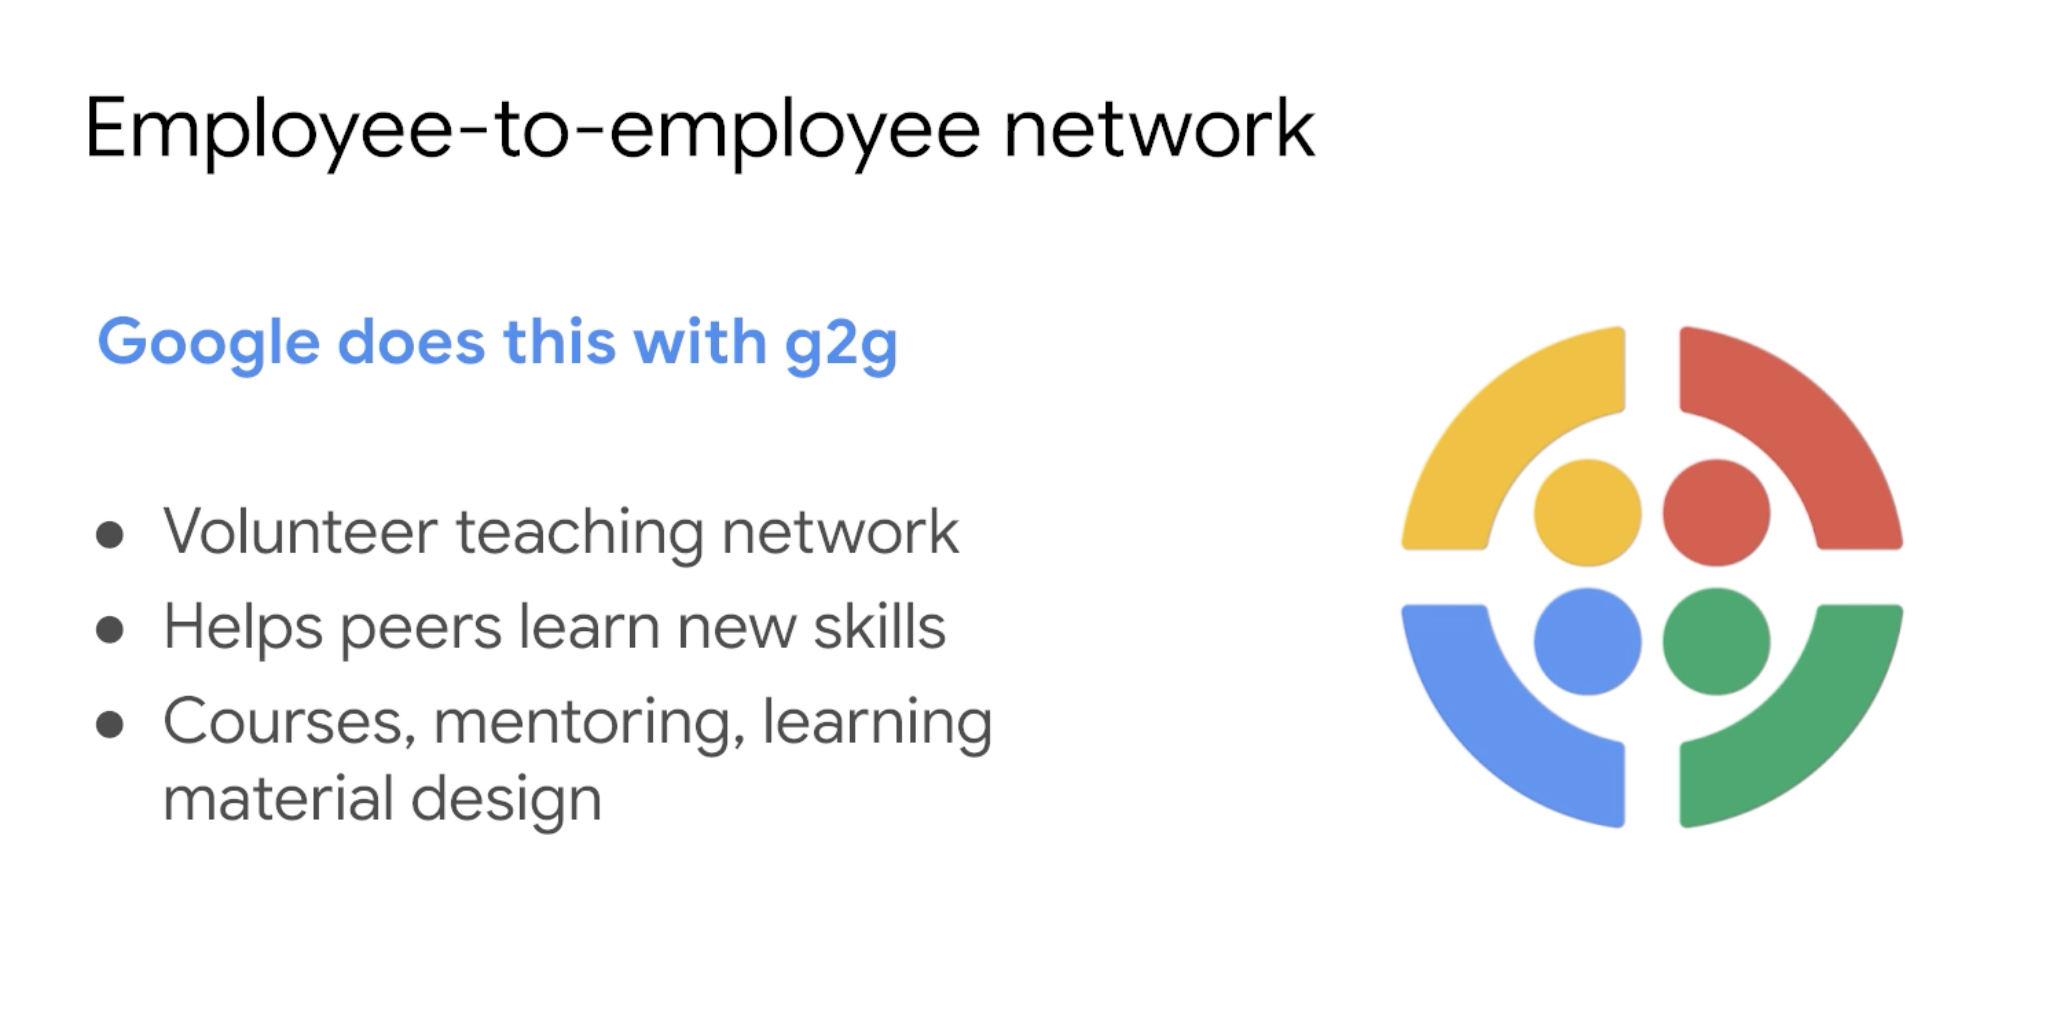 Employee-to-employee network
Google does this with g2g
● Volunteer teaching network
● Helps peers learn new skills
● Courses, mentoring, learning
material design